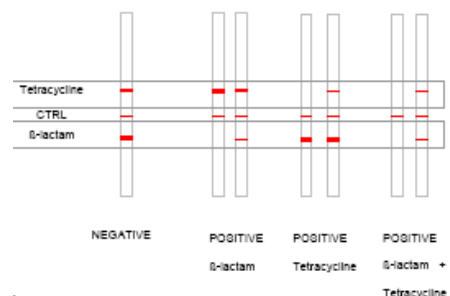 Tetracycline
CTRL
ß-lactam
NEGATIVE
POSITIVE
ß-lactam
POSITIVE
Tetracycline
POSITIVE
ß-lactam +
Tetracycline